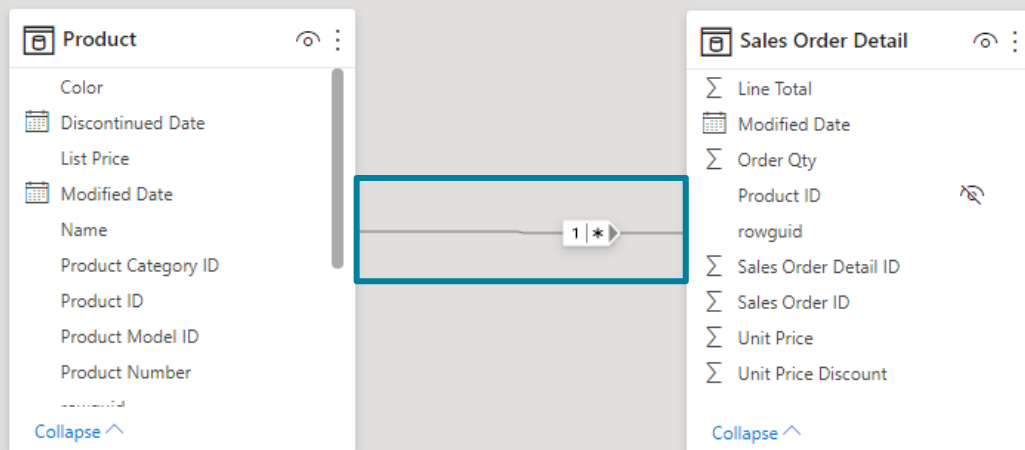 Product
Color
Discontinued Date
List Price
Modified Date
Name
Product Category ID
Product ID
Product Model ID
Product Number
Collapse
1 *
Sales Order Detail
Line Total
Modified Date
Order Qty
Product ID
rowguid
Sales Order Detail ID
Sales Order ID
Unit Price
Unit Price Discount
Collapse